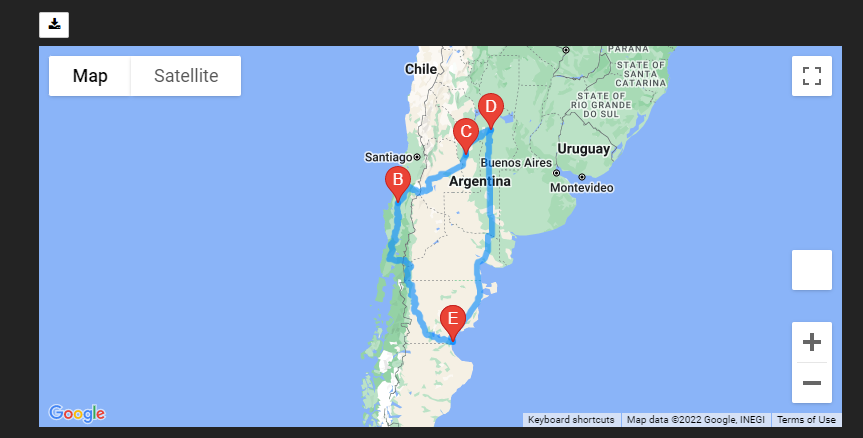 Map Satellite
PARANÁ
Chile
STATE OF
SANTA
CATARINA
D
STATE OF
RIO GRANDE
DO SUL
C
Uruguay
Santiago
Buenos Aires
B
Argentina
Montevideo
E
Google
Keyboard shortcuts Map data ©2022 Google, INEGI Terms of Use